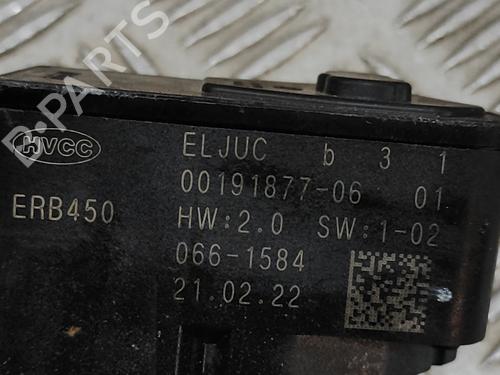 B-PARTS
HVCC
ERB450
ELJUC b 3 1
00191877-06 01
HW:2.0 SW:1-02
066-1584
21.02.22